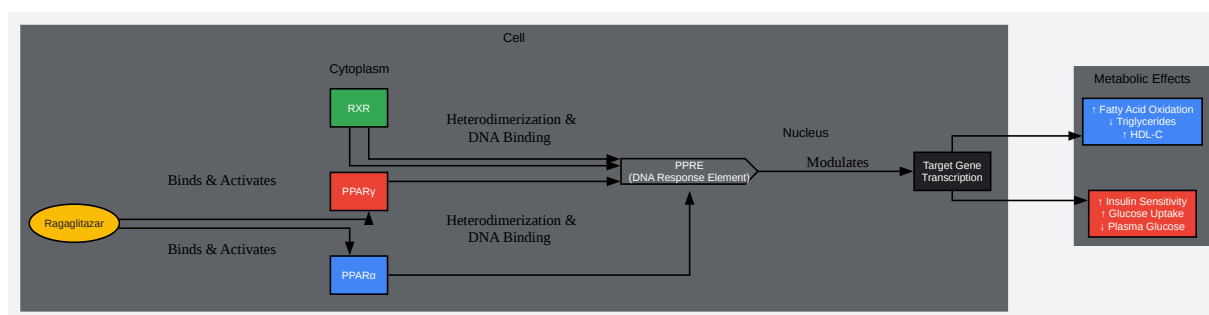 Cell
Cytoplasm
Metabolic Effects
RXR
↑ Fatty Acid Oxidation
↓ Triglycerides
↑ HDL-C
Heterodimerization &
DNA Binding
Nucleus
PPRE
(DNA Response Element)
Modulates
Target Gene
Transcription
Binds & Activates
PPARγ
↑ Insulin Sensitivity
↑ Glucose Uptake
↓ Plasma Glucose
Ragaglitazar
Heterodimerization &
DNA Binding
Binds & Activates
PPARα